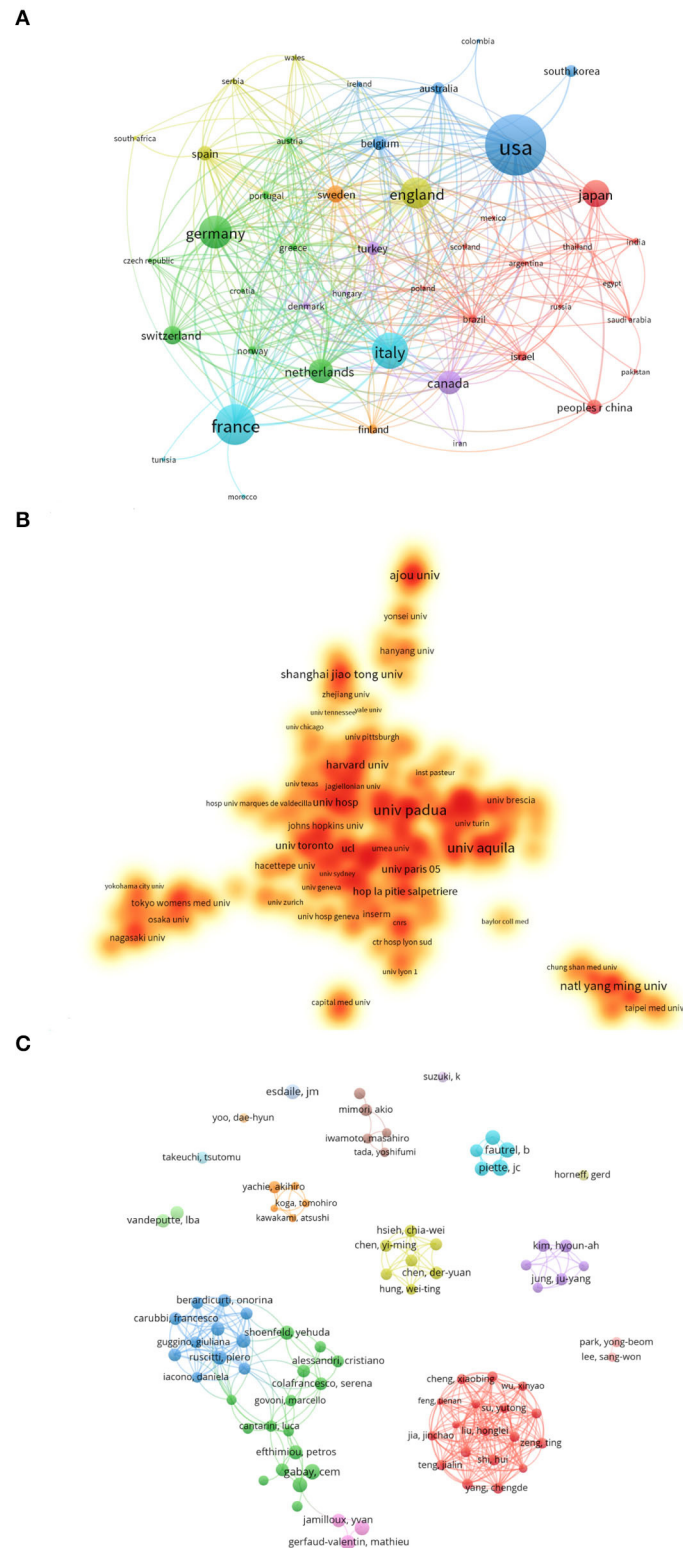 A
colombia
wales
south korea
serbia
ireland
australia
usa
south africa
austria
belgium
spain
portugal
sweden
england
japan
mexico
germany
greece
turkey
scotland
thailand
india
czech republic
argentina
croatia
hungary
poland
egypt
denmark
russia
saudi arabia
brazil
switzerland
norway
italy
israel
netherlands
canada
pakistan
peoples r china
france
finland
iran
tunisia
morocco
B
ajou univ
yonsei univ
hanyang univ
shanghai jiao tong univ
zhejiang univ
univ tennessee
yale univ
univ chicago
univ pittsburgh
harvard univ
inst pasteur
univ texas
jagiellonian univ
hosp univ marques de valdecilla
univ hosp
univ padua
univ brescia
johns hopkins univ
univ turin
univ toronto
ucl
umea univ
univ aquila
hacettepe univ
univ sydney
univ paris 05
yokohama city univ
univ geneva
hop la pitie salpetriere
tokyo womens med univ
univ zurich
osaka univ
univ hosp geneva
inserm
cnrs
baylor coll med
nagasaki univ
ctr hosp lyon sud
univ lyon 1
chung shan med univ
natl yang ming univ
capital med univ
taipei med univ
C
suzuki, k
esdaile, jm
mimori, akio
yoo, dae-hyun
iwamoto, masahiro
tada, yoshifumi
fautrel, b
takeuchi, tsutomu
piette, jc
horneff, gerd
yachie, akihiro
koga, tomohiro
kawakami, atsushi
vandeputte, lba
hsieh, chia-wei
chen, yi-ming
kim, hyoun-ah
chen, der-yuan
jung, ju-yang
hung, wei-ting
berardicurti, onorina
carubbi, francesco
shoenfeld, yehuda
guggino, giuliana
park, yong-beom
ruscitti, piero
alessandri, cristiano
lee, sang-won
iacono, daniela
colafrancesco, serena
cheng, xiaobing
wu, xinyao
govoni, marcello
feng, tienan
su, yutong
cantarini, luca
jia, jinchao
liu, honglei
zeng, ting
efthimiou, petros
shi, hui
gabay, cem
teng, jialin
yang, chengde
jamilloux, yvan
gerfaud-valentin, mathieu